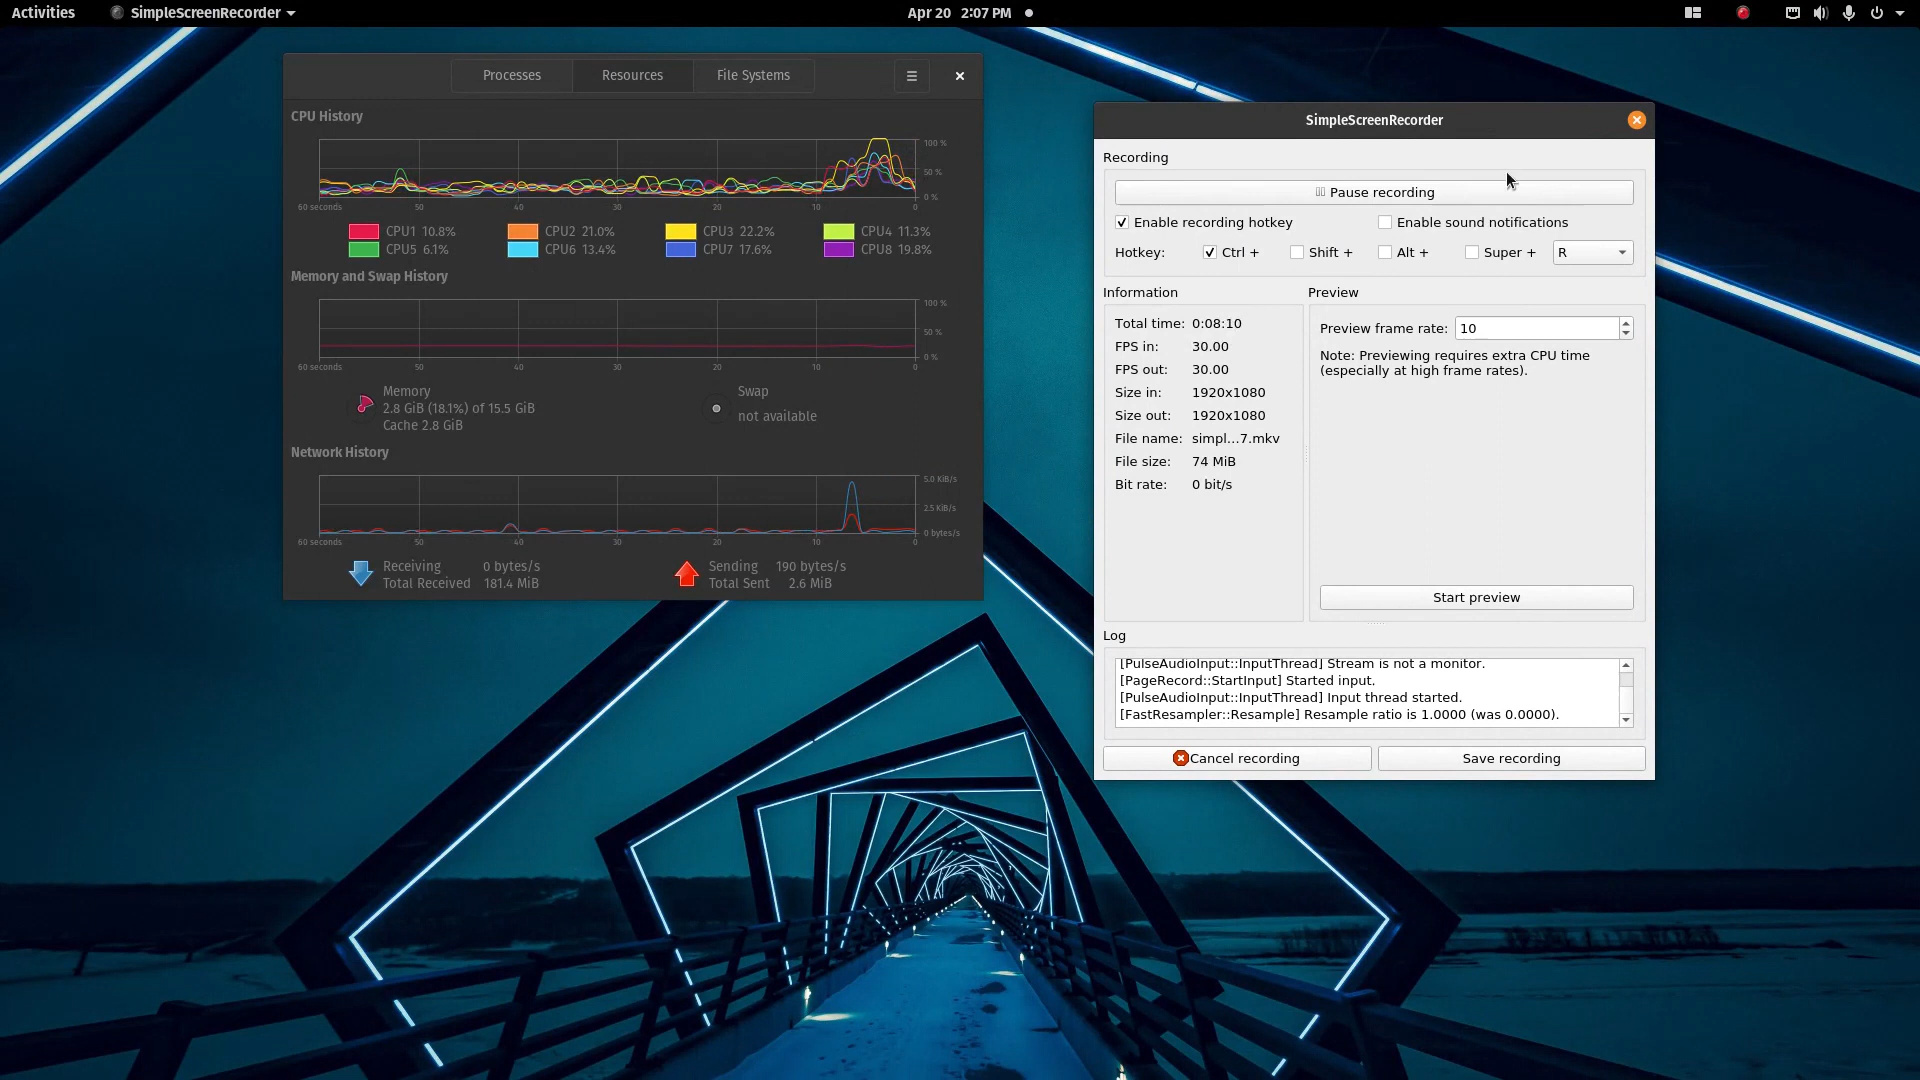 Activities
SimpleScreenRecorder
Apr 20 2:07 PM
Processes
Resources
File Systems
CPU History
100 %
50 %
0 %
60 seconds 50 40 30 20 10 0
CPU1 10.8% CPU2 21.0% CPU3 22.2% CPU4 11.3%
CPU5 6.1% CPU6 13.4% CPU7 17.6% CPU8 19.8%
Memory and Swap History
100 %
50 %
0 %
60 seconds 50 40 30 20 10 0
Memory
2.8 GiB (18.1%) of 15.5 GiB
Cache 2.8 GiB
Swap
not available
Network History
5.0 KiB/s
2.5 KiB/s
0 bytes/s
60 seconds 50 40 30 20 10 0
Receiving 0 bytes/s
Total Received 181.4 MiB
Sending 190 bytes/s
Total Sent 2.6 MiB
SimpleScreenRecorder
Recording
Pause recording
Enable recording hotkey
Enable sound notifications
Hotkey: Ctrl + Shift + Alt + Super + R
Information
Total time: 0:08:10
FPS in: 30.00
FPS out: 30.00
Size in: 1920x1080
Size out: 1920x1080
File name: simpl...7.mkv
File size: 74 MiB
Bit rate: 0 bit/s
Preview
Preview frame rate: 10
Note: Previewing requires extra CPU time
(especially at high frame rates).
Start preview
Log
[PulseAudioInput::InputThread] Stream is not a monitor.
[PageRecord::StartInput] Started input.
[PulseAudioInput::InputThread] Input thread started.
[FastResampler::Resample] Resample ratio is 1.0000 (was 0.0000).
Cancel recording
Save recording